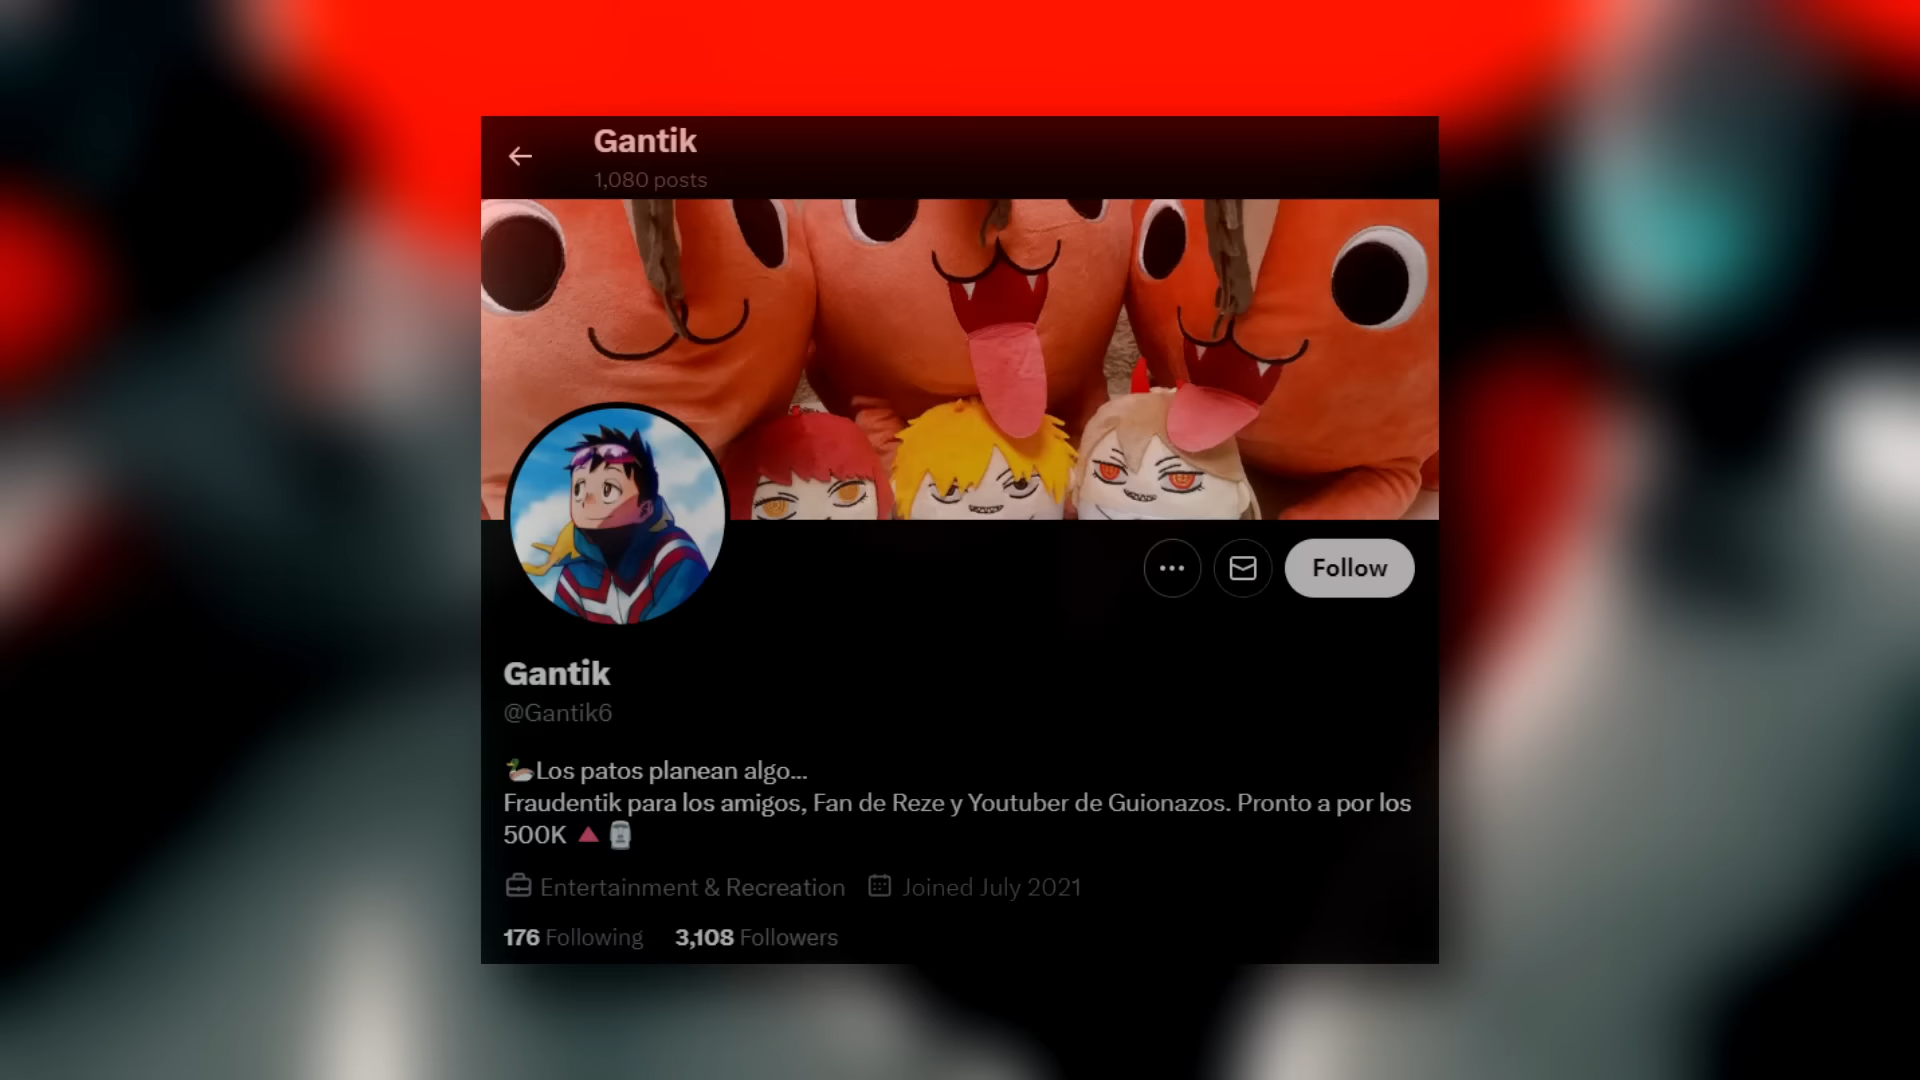 Gantik
1,080 posts
Follow
Gantik
@Gantik6
🦆Los patos planean algo...
Fraudentik para los amigos, Fan de Reze y Youtuber de Guionazos. Pronto a por los
500K 🔺🗿
Entertainment & Recreation Joined July 2021
176 Following 3,108 Followers